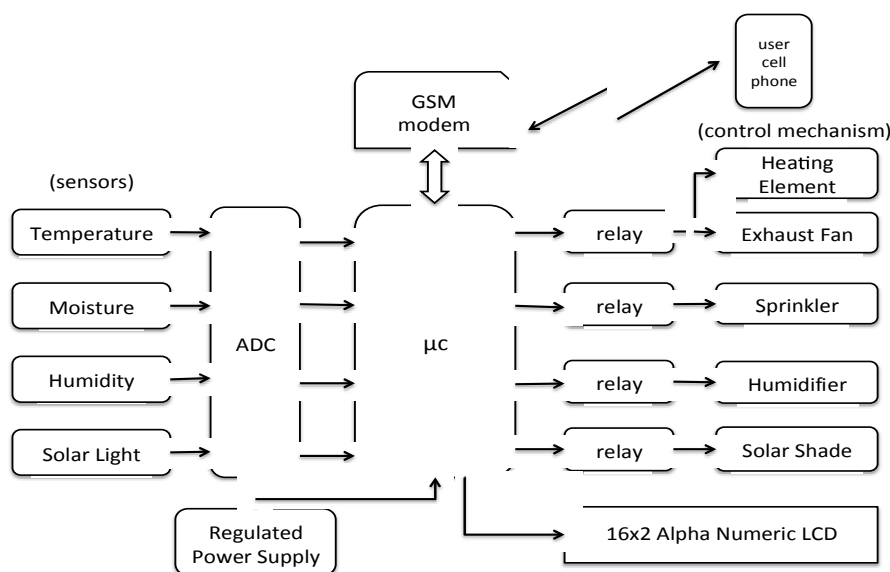 user
cell
phone
GSM
modem
(control mechanism)
(sensors)
Heating
Element
Temperature
relay
Exhaust Fan
Moisture
relay
Sprinkler
ADC
μc
Humidity
relay
Humidifier
Solar Light
relay
Solar Shade
Regulated
Power Supply
16x2 Alpha Numeric LCD